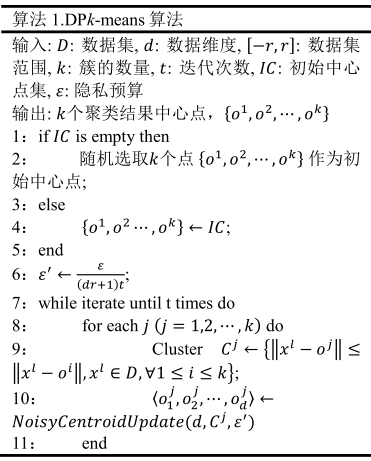 算法 1.DPk-means 算法
输入: D: 数据集, d: 数据维度, [−r, r]: 数据集
范围, k: 簇的数量, t: 迭代次数, IC: 初始中心
点集, ε: 隐私预算
输出: k个聚类结果中心点，{o¹, o², ⋯, oᵏ}
1：if IC is empty then
2： 随机选取k个点 {o¹, o², ⋯, oᵏ} 作为初
始中心点;
3：else
4： {o¹, o² ⋯, oᵏ} ← IC;
5：end
6：ε′ ← ε/((dr+1)t);
7：while iterate until t times do
8： for each j (j = 1,2, ⋯, k) do
9： Cluster Cʲ ← {‖xˡ − oʲ‖ ≤
‖xˡ − oⁱ‖, xˡ ∈ D, ∀1 ≤ i ≤ k};
10： ⟨o₁ʲ, o₂ʲ, ⋯, o_dʲ⟩ ←
NoisyCentroidUpdate(d, Cʲ, ε′)
11： end